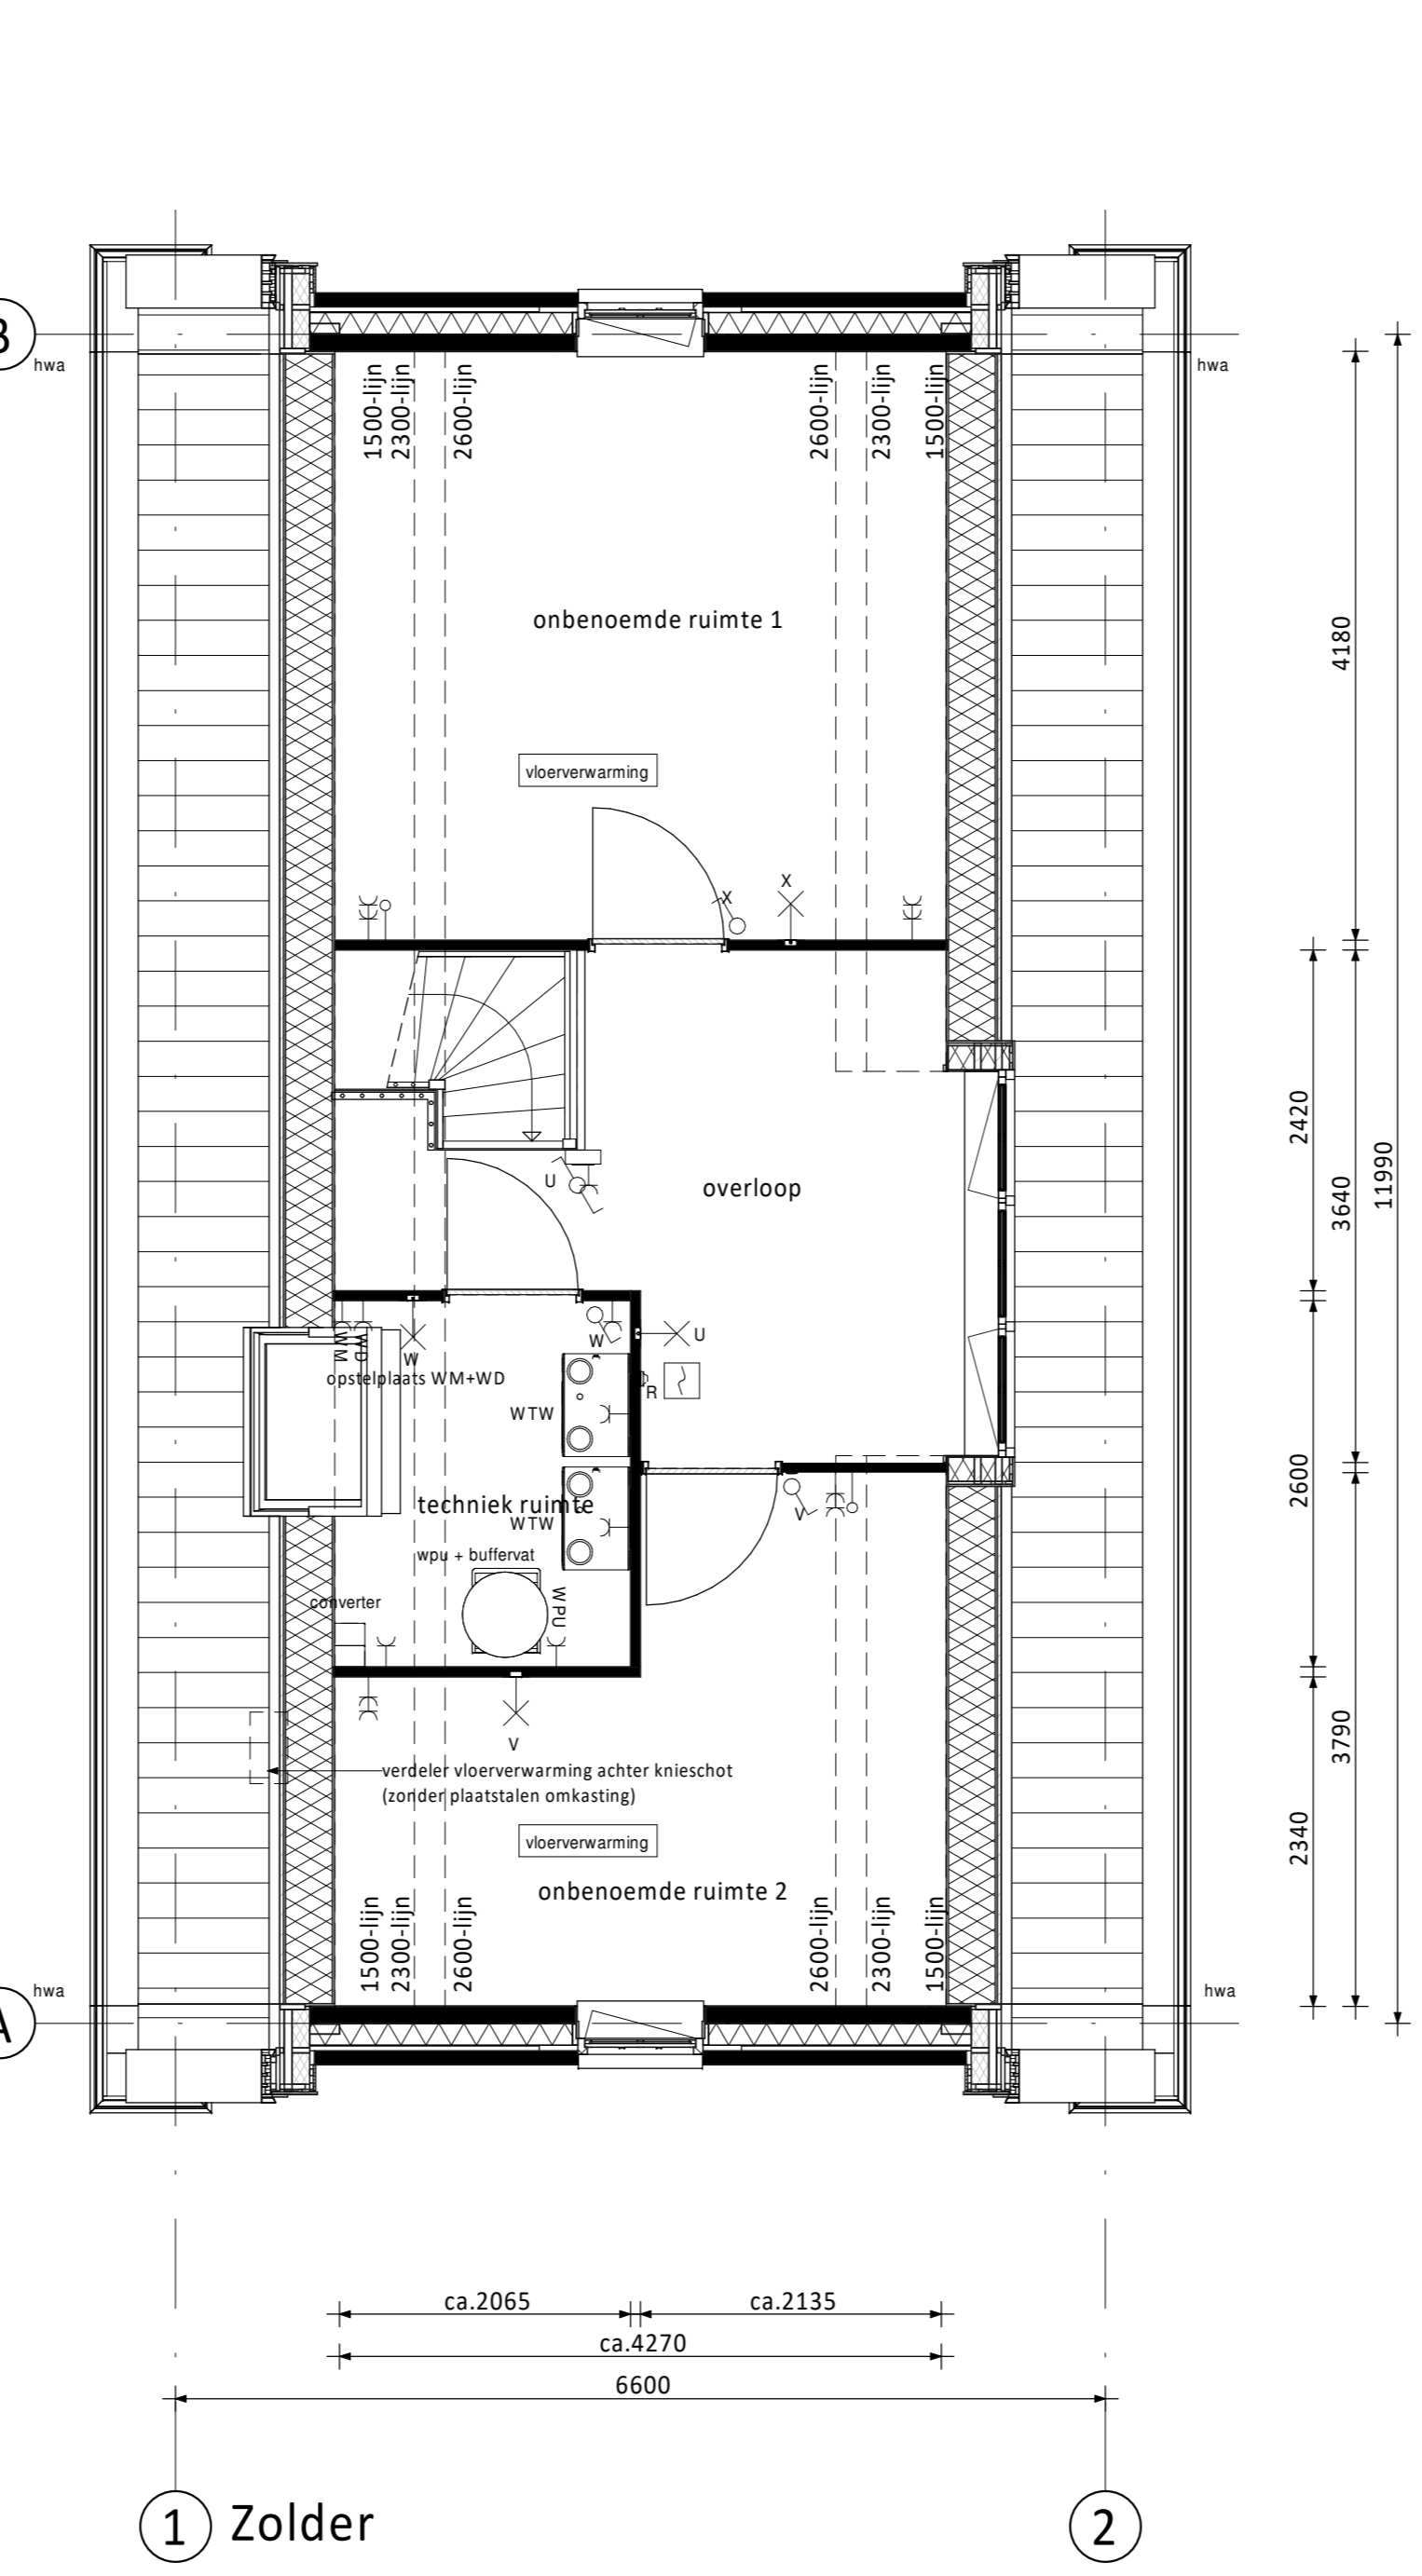 B
hwa
hwa
1500-lijn
2300-lijn
2600-lijn
2600-lijn
2300-lijn
1500-lijn
onbenoemde ruimte 1
4180
vloerverwarming
X
X
2420
3640
11990
U
overloop
WM
WD
W
W
U
opstelplaats WM+WD
R
WTW
2600
techniek ruimte
WTW
V
wpu + buffervat
WPU
converter
V
3790
verdeler vloerverwarming achter knieschot
(zonder plaatstalen omkasting)
vloerverwarming
2340
onbenoemde ruimte 2
1500-lijn
2300-lijn
2600-lijn
2600-lijn
2300-lijn
1500-lijn
hwa
hwa
A
ca.2065
ca.2135
ca.4270
6600
1
Zolder
2